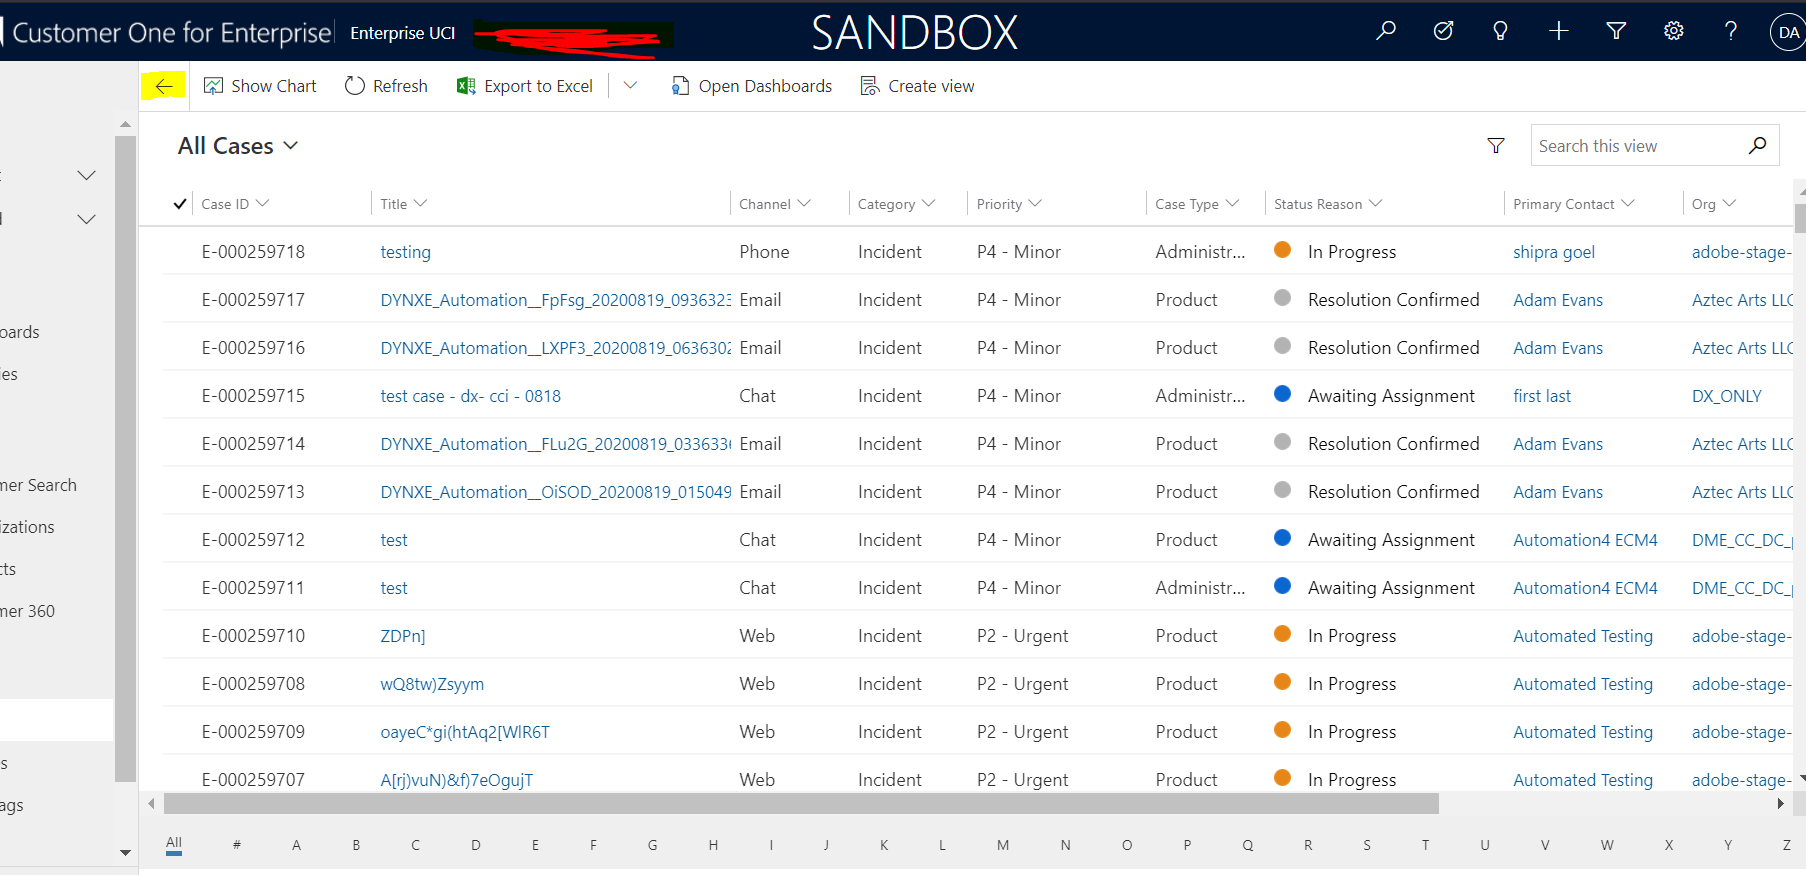 Customer One for Enterprise Enterprise UCI SANDBOX ? DA
Show Chart Refresh Export to Excel Open Dashboards Create view
All Cases Search this view
Case ID Title Channel Category Priority Case Type Status Reason Primary Contact Org
E-000259718 testing Phone Incident P4 - Minor Administr... In Progress shipra goel adobe-stage-
E-000259717 DYNXE_Automation__FpFsg_20200819_0936323 Email Incident P4 - Minor Product Resolution Confirmed Adam Evans Aztec Arts LLC
oards
E-000259716 DYNXE_Automation__LXPF3_20200819_0636302 Email Incident P4 - Minor Product Resolution Confirmed Adam Evans Aztec Arts LLC
ies
E-000259715 test case - dx- cci - 0818 Chat Incident P4 - Minor Administr... Awaiting Assignment first last DX_ONLY
E-000259714 DYNXE_Automation__FLu2G_20200819_033633 Email Incident P4 - Minor Product Resolution Confirmed Adam Evans Aztec Arts LLC
mer Search
E-000259713 DYNXE_Automation__OiSOD_20200819_015049 Email Incident P4 - Minor Product Resolution Confirmed Adam Evans Aztec Arts LLC
izations
E-000259712 test Chat Incident P4 - Minor Product Awaiting Assignment Automation4 ECM4 DME_CC_DC_
cts
E-000259711 test Chat Incident P4 - Minor Administr... Awaiting Assignment Automation4 ECM4 DME_CC_DC_
mer 360
E-000259710 ZDPn] Web Incident P2 - Urgent Product In Progress Automated Testing adobe-stage-
E-000259708 wQ8tw)Zsyym Web Incident P2 - Urgent Product In Progress Automated Testing adobe-stage-
E-000259709 oayeC*gi(htAq2[WlR6T Web Incident P2 - Urgent Product In Progress Automated Testing adobe-stage-
s
E-000259707 A[rj)vuN)&f)7eOgujT Web Incident P2 - Urgent Product In Progress Automated Testing adobe-stage-
ags
All # A B C D E F G H I J K L M N O P Q R S T U V W X Y Z